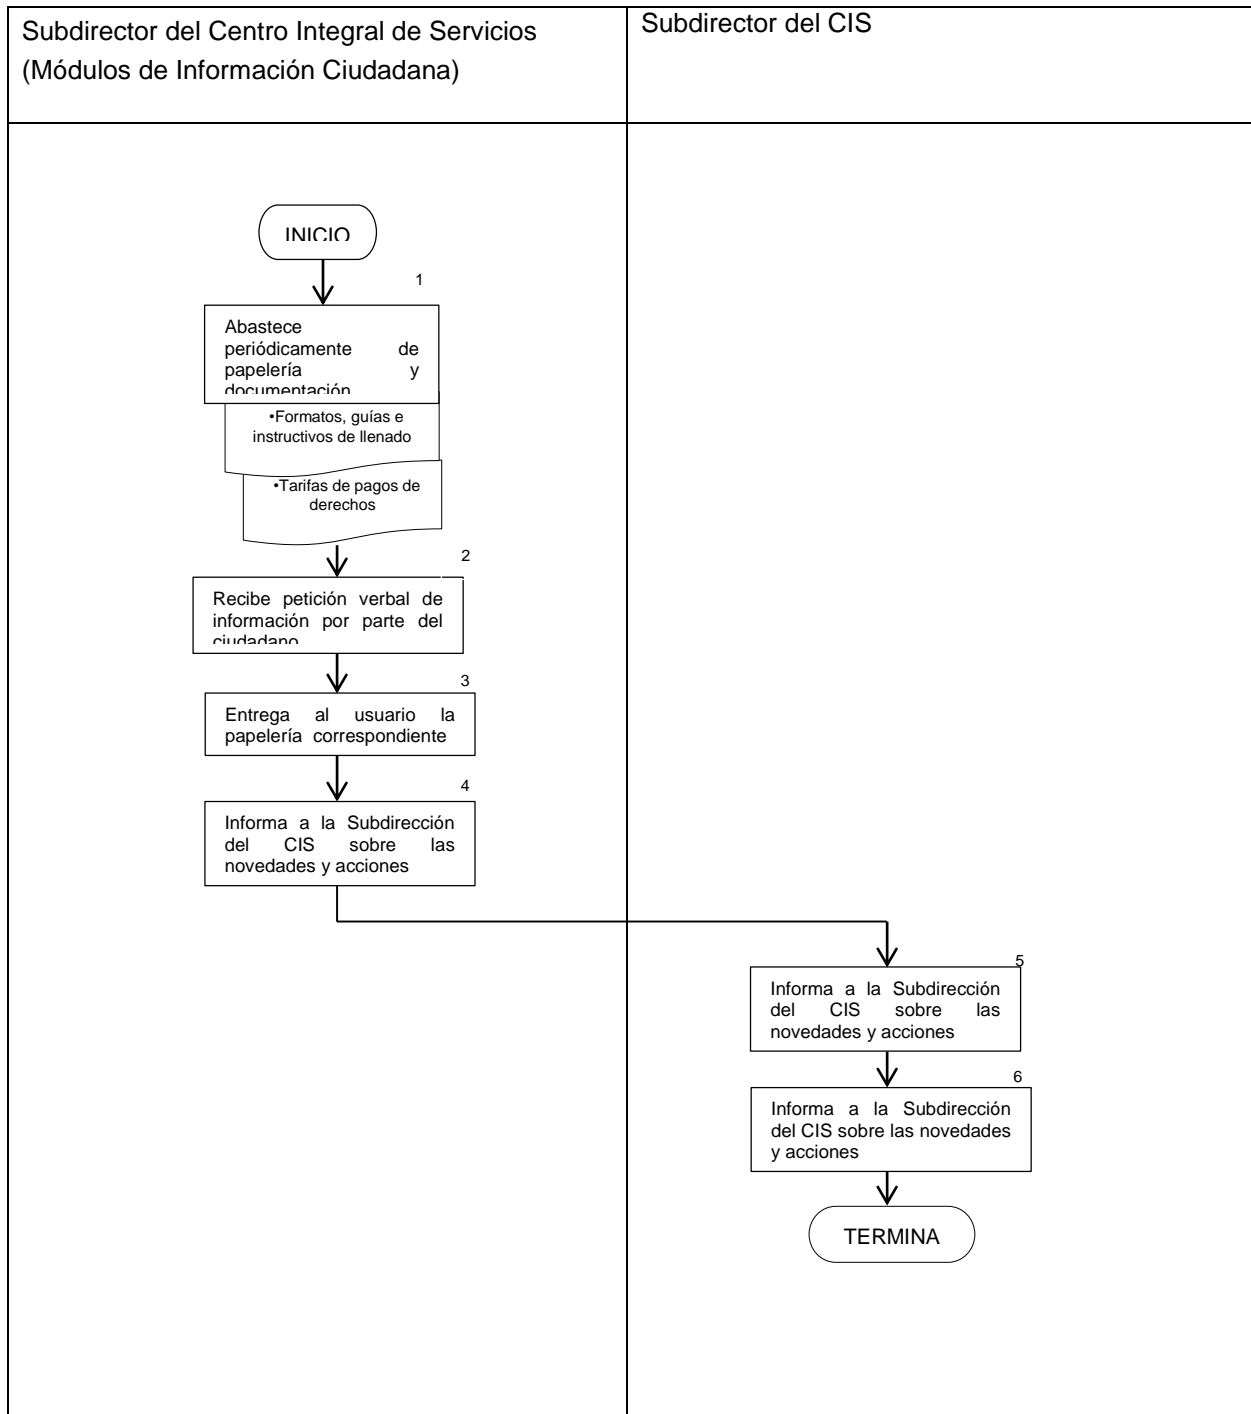 Subdirector del Centro Integral de Servicios
(Módulos de Información Ciudadana)
Subdirector del CIS
INICIO
1
Abastece
periódicamente de
papelería y
documentación
•Formatos, guías e
instructivos de llenado
•Tarifas de pagos de
derechos
2
Recibe petición verbal de
información por parte del
ciudadano
3
Entrega al usuario la
papelería correspondiente
4
Informa a la Subdirección
del CIS sobre las
novedades y acciones
5
Informa a la Subdirección
del CIS sobre las
novedades y acciones
6
Informa a la Subdirección
del CIS sobre las novedades
y acciones
TERMINA